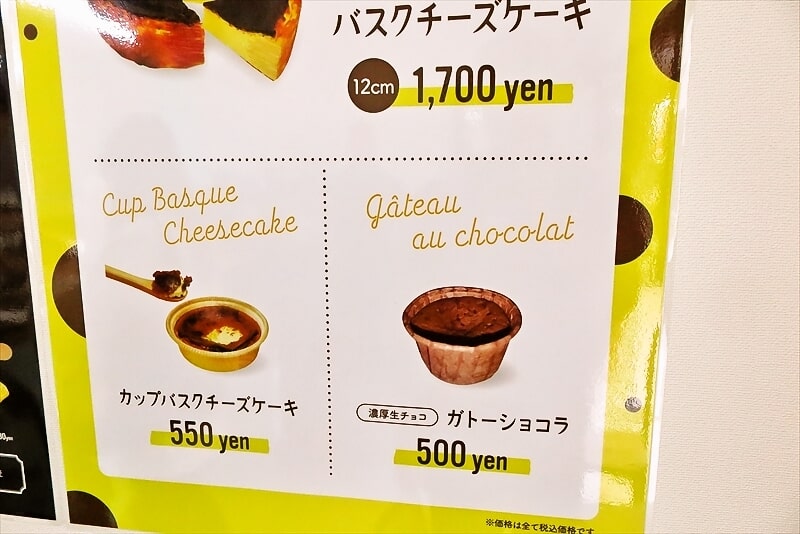 バスクチーズケーキ
12cm 1,700 yen
Cup Basque
Cheesecake
カップバスクチーズケーキ
550 yen
Gâteau
au chocolat
濃厚生チョコ ガトーショコラ
500 yen
※価格は全て税込価格です